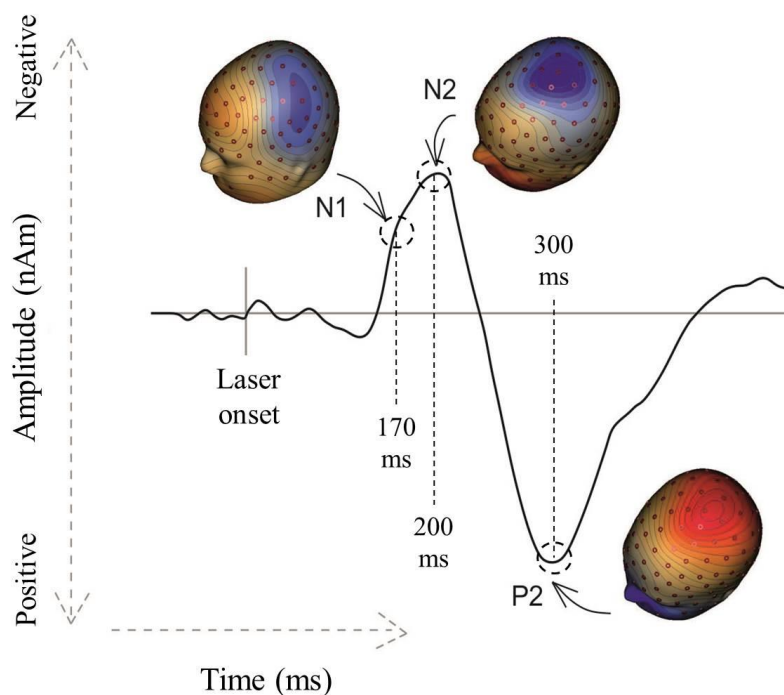 Negative
N2
N1
300
ms
Amplitude (nAm)
Laser
onset
170
ms
200
ms
Positive
P2
Time (ms)